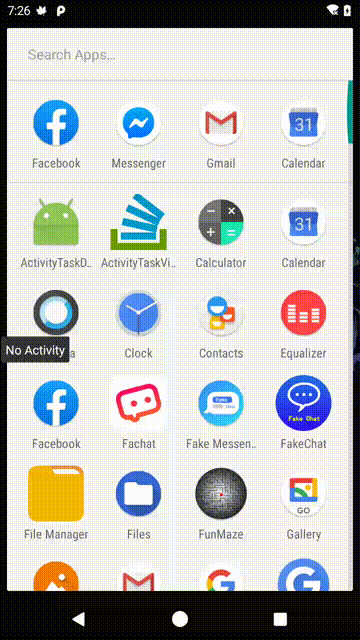 7:26
Search Apps...
Facebook Messenger Gmail Calendar
31
ActivityTaskD.. ActivityTaskVi.. Calculator Calendar
31
No Activity
Clock Contacts Equalizer
Fake Chat
Facebook Fachat Fake Messen.. FakeChat
GO
File Manager Files FunMaze Gallery